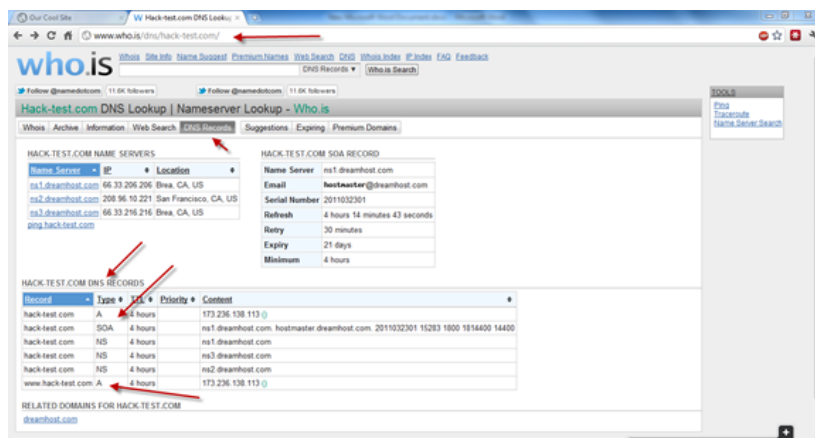 Our Cool Site
W Hack-test.com DNS Looku
www.who.is/dns/hack-test.com/
who.is
Whois Site Info Name Suggest Premium Names Web Search DNS Whois Index IP Index FAQ Feedback
DNS Records Who.is Search
Follow @namedotcom 11.6K followers Follow @namedotcom 11.6K followers
TOOLS
Hack-test.com DNS Lookup | Nameserver Lookup - Who.is
Ping
Traceroute
Name Server Search
Whois Archive Information Web Search DNS Records Suggestions Expiring Premium Domains
HACK-TEST.COM NAME SERVERS
Name Server IP Location
ns1.dreamhost.com 66.33.206.206 Brea, CA, US
ns2.dreamhost.com 208.96.10.221 San Francisco, CA, US
ns3.dreamhost.com 66.33.216.216 Brea, CA, US
ping hack-test.com
HACK-TEST.COM SOA RECORD
Name Server ns1.dreamhost.com
Email hostmaster@dreamhost.com
Serial Number 2011032301
Refresh 4 hours 14 minutes 43 seconds
Retry 30 minutes
Expiry 21 days
Minimum 4 hours
HACK-TEST.COM DNS RECORDS
Record Type TTL Priority Content
hack-test.com A 4 hours 173.236.138.113 ()
hack-test.com SOA 4 hours ns1.dreamhost.com. hostmaster.dreamhost.com. 2011032301 15283 1800 1814400 14400
hack-test.com NS 4 hours ns1.dreamhost.com
hack-test.com NS 4 hours ns3.dreamhost.com
hack-test.com NS 4 hours ns2.dreamhost.com
www.hack-test.com A 4 hours 173.236.138.113 ()
RELATED DOMAINS FOR HACK-TEST.COM
dreamhost.com